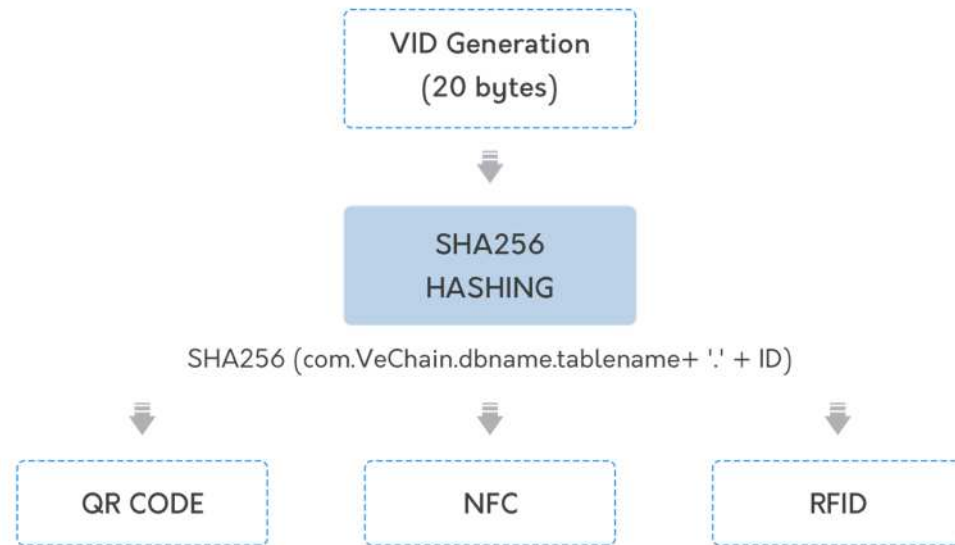 VID Generation
(20 bytes)
SHA256
HASHING
SHA256 (com.VeChain.dbname.tablename+ '.' + ID)
QR CODE
NFC
RFID